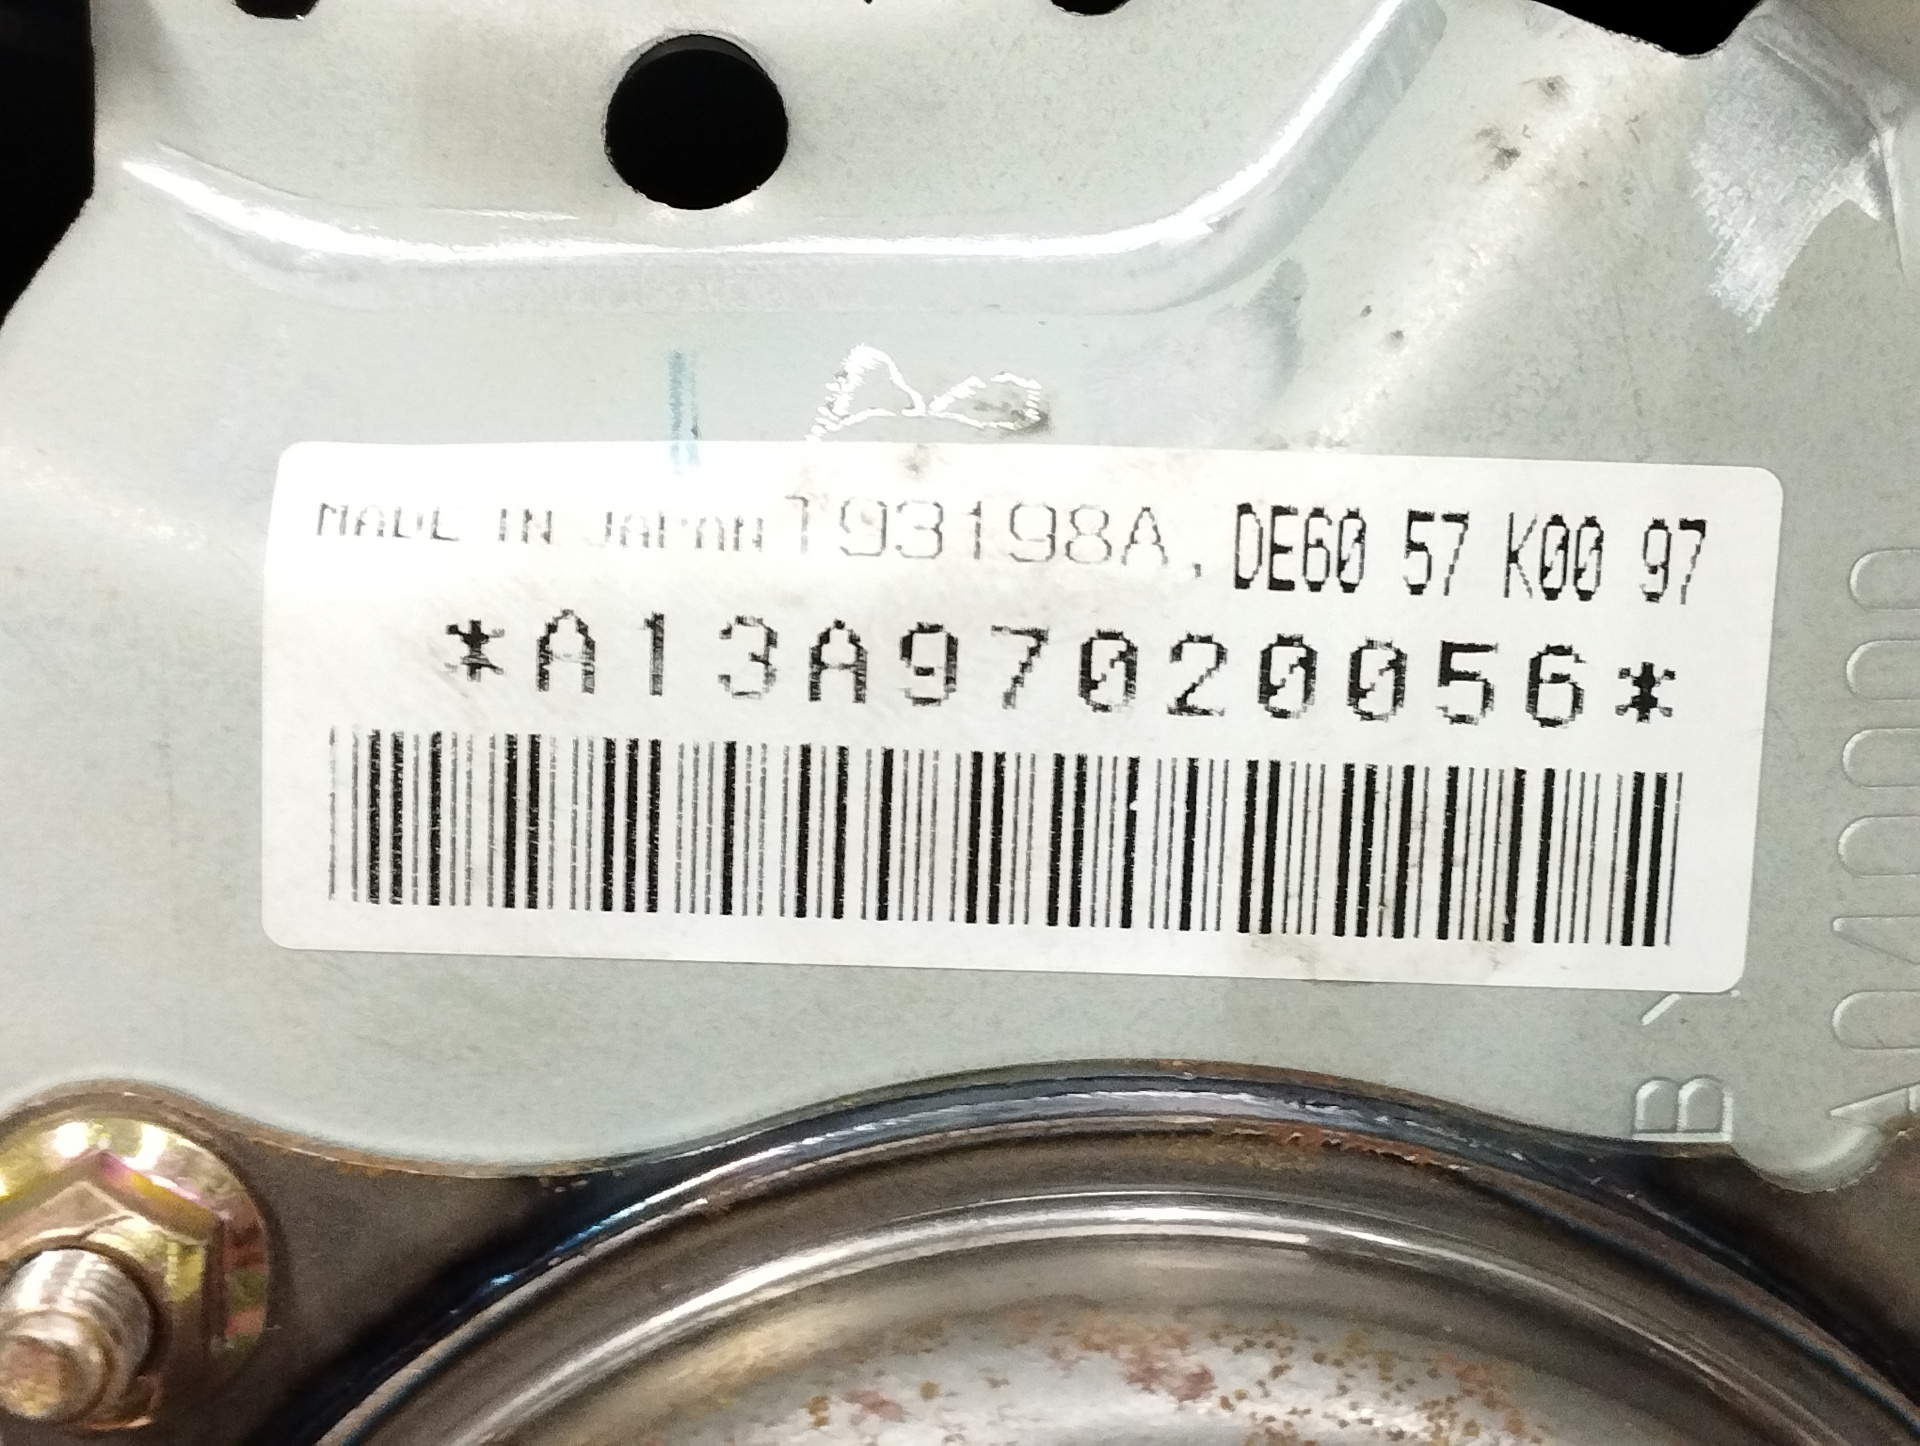 MADE IN JAPAN T93198A, DE60 57 K00 97
*A13A97020056*